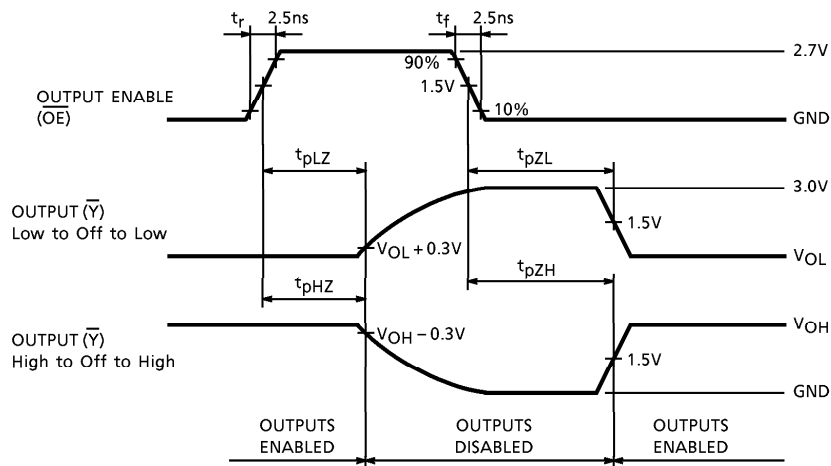 tr 2.5ns
tf 2.5ns
2.7V
90%
1.5V
10%
OUTPUT ENABLE
(O̅E̅)
GND
tpLZ
tpZL
3.0V
OUTPUT (Y̅)
Low to Off to Low
1.5V
VOL + 0.3V
VOL
tpHZ
tpZH
VOH
VOH − 0.3V
OUTPUT (Y̅)
High to Off to High
1.5V
GND
OUTPUTS
ENABLED
OUTPUTS
DISABLED
OUTPUTS
ENABLED